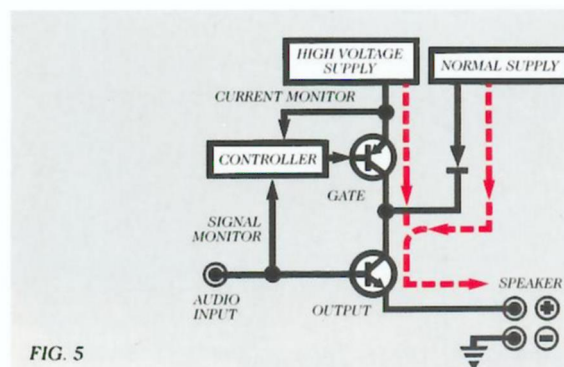 HIGH VOLTAGE
SUPPLY
NORMAL SUPPLY
CURRENT MONITOR
CONTROLLER
GATE
SIGNAL
MONITOR
AUDIO
INPUT
OUTPUT
SPEAKER
+
−
FIG. 5